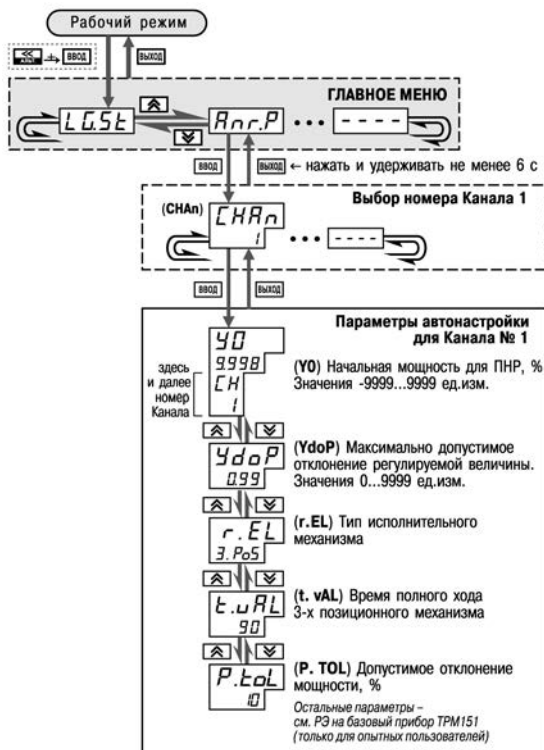 Рабочий режим
≪ ВВОД ВЫХОД
ГЛАВНОЕ МЕНЮ
LG.St Anr.P • • • - - - -
ВВОД ВЫХОД ← нажать и удерживать не менее 6 с
Выбор номера Канала 1
(CHAn) CHAn
1 • • • - - - -
ВВОД ВЫХОД
Параметры автонастройки
для Канала № 1
Y0
9.998
(Y0) Начальная мощность для ПНР, %
Значения -9999...9999 ед.изм.
здесь
и далее
номер
Канала
CH
1
YdoP
0.99
(YdoP) Максимально допустимое
отклонение регулируемой величины.
Значения 0...9999 ед.изм.
r.EL
3.PoS
(r.EL) Тип исполнительного
механизма
t.vAL
90
(t. vAL) Время полного хода
3-х позиционного механизма
P.toL
10
(P. TOL) Допустимое отклонение
мощности, %
Остальные параметры –
см. РЭ на базовый прибор ТРМ151
(только для опытных пользователей)